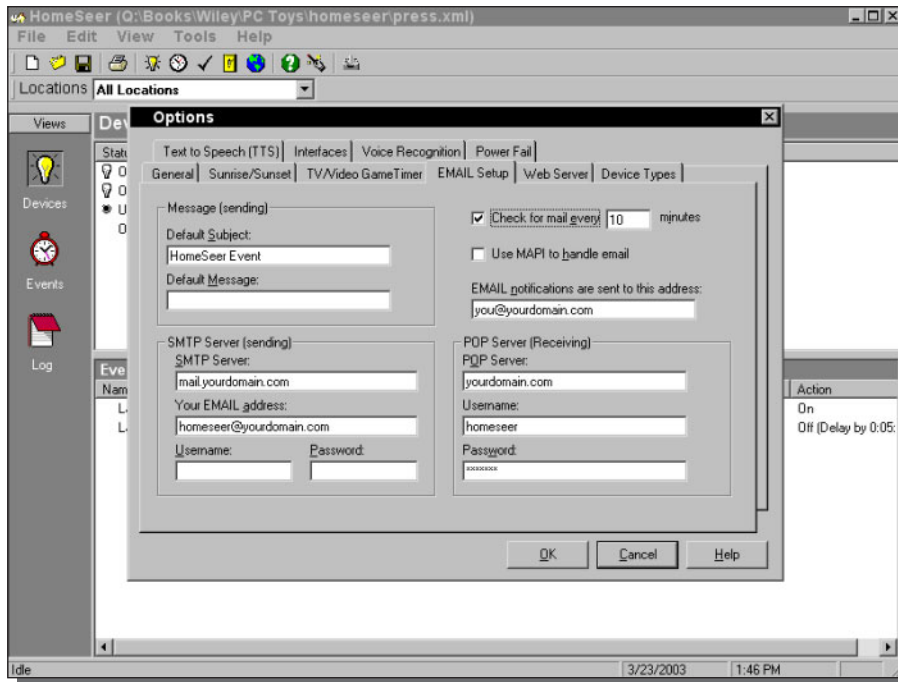 HomeSeer (Q:\Books\Wiley\PC Toys\homeseer\press.xml)
File Edit View Tools Help
Locations All Locations
Views
Devices
Events
Log
Options
Text to Speech (TTS) Interfaces Voice Recognition Power Fail
General Sunrise/Sunset TV/Video GameTimer EMAIL Setup Web Server Device Types
Message (sending)
Default Subject:
HomeSeer Event
Default Message:
Check for mail every 10 minutes
Use MAPI to handle email
EMAIL notifications are sent to this address:
you@yourdomain.com
SMTP Server (sending)
SMTP Server:
mail.yourdomain.com
Your EMAIL address:
homeseer@yourdomain.com
Username: Password:
POP Server (Receiving)
POP Server:
yourdomain.com
Username:
homeseer
Password:
xxxxxxx
OK Cancel Help
Action
On
Off (Delay by 0:05:
Idle 3/23/2003 1:46 PM